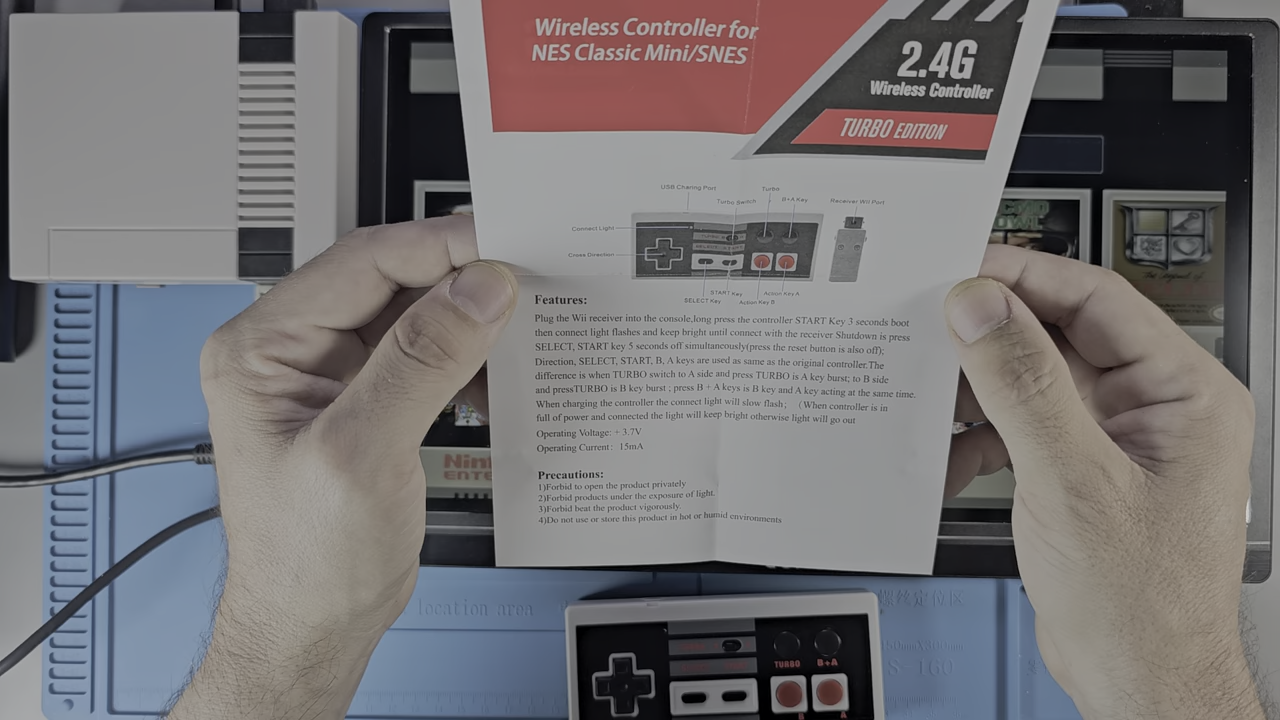 Wireless Controller for
NES Classic Mini/SNES
2.4G
Wireless Controller
TURBO EDITION
USB Charing Port
Turbo
Turbo Switch
B+A Key
Receiver WII Port
Connect Light
Cross Direction
START Key
Action Key A
SELECT Key
Action Key B
Features:
Plug the Wii receiver into the console,long press the controller START Key 3 seconds boot
then connect light flashes and keep bright until connect with the receiver Shutdown is press
SELECT, START key 5 seconds off simultancously(press the reset button is also off);
Direction, SELECT, START, B, A keys are used as same as the original controller.The
difference is when TURBO switch to A side and press TURBO is A key burst; to B side
and pressTURBO is B key burst ; press B + A keys is B key and A key acting at the same time.
When charging the controller the connect light will slow flash; （When controller is in
full of power and connected the light will keep bright otherwise light will go out
Operating Voltage: + 3.7V
Operating Current: 15mA
Precautions:
1)Forbid to open the product privately
2)Forbid products under the exposure of light.
3)Forbid beat the product vigorously.
4)Do not use or store this product in hot or humid environments
location area
螺丝定位区
S-160
TURBO
B+A
B
A